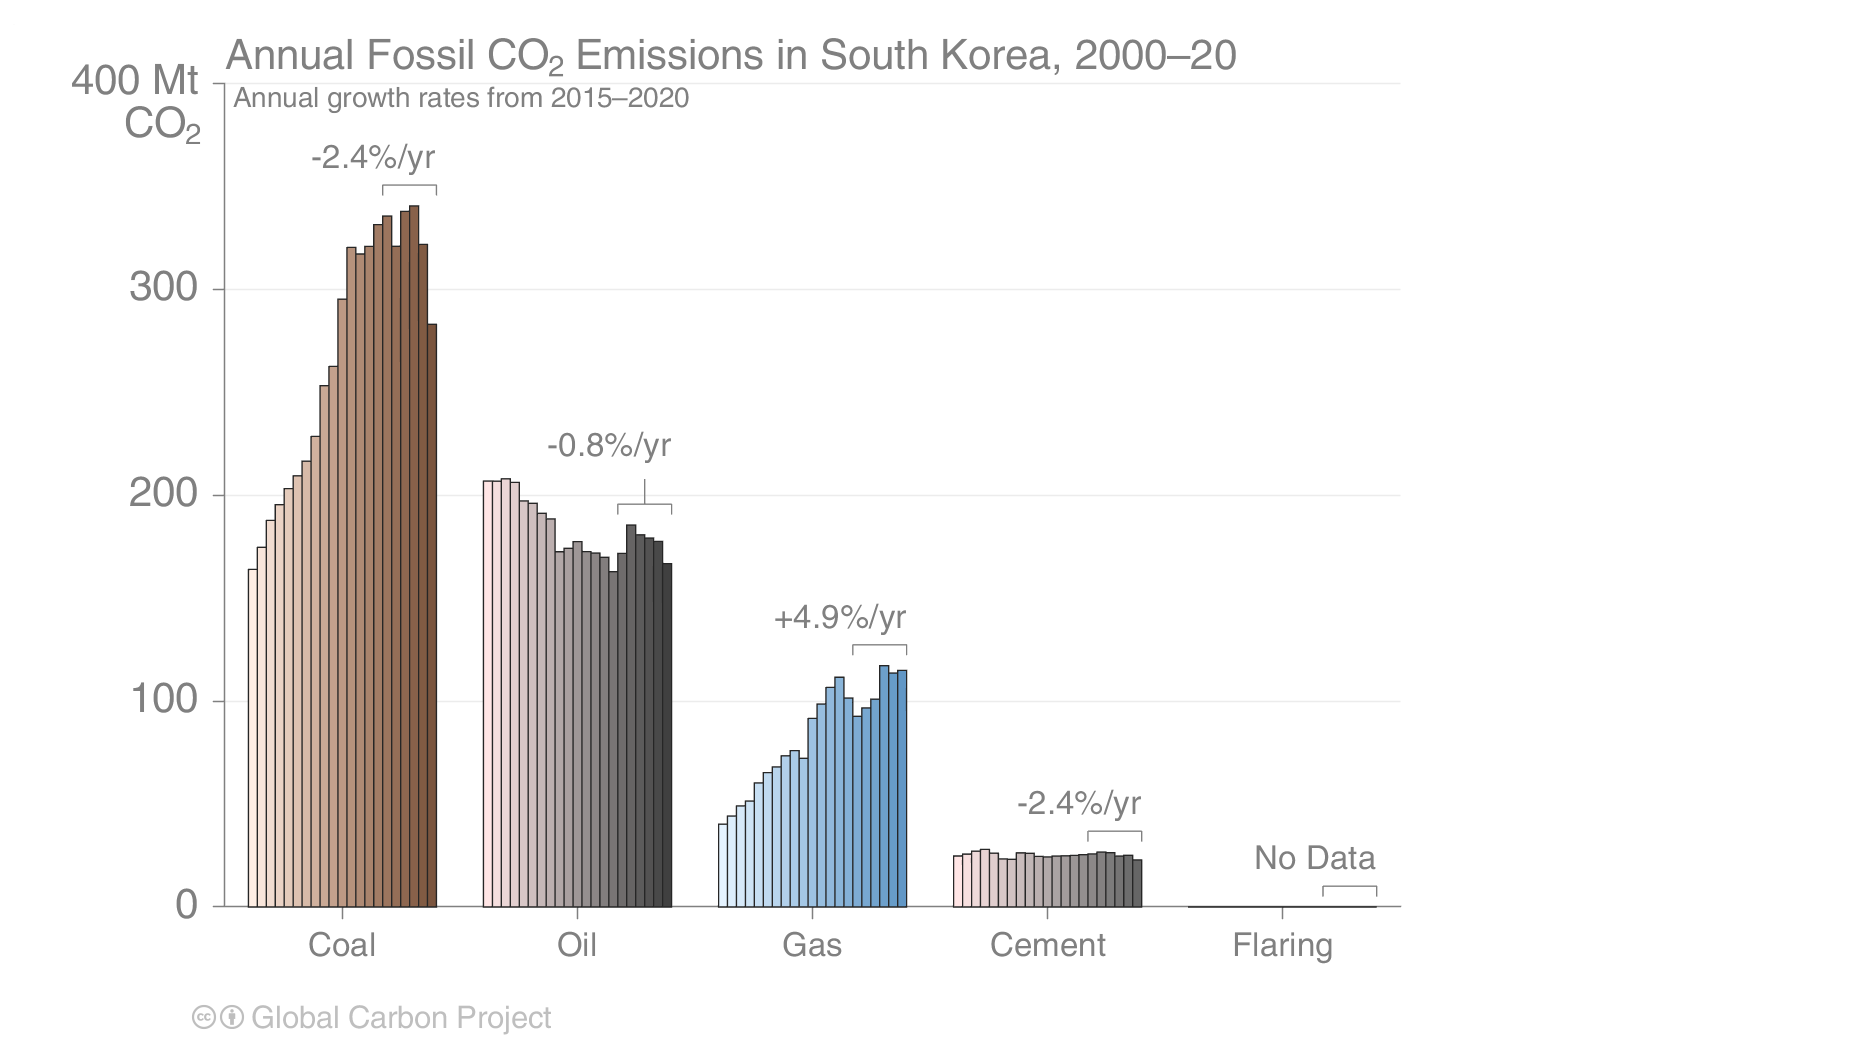 Annual Fossil CO₂ Emissions in South Korea, 2000–20
400 Mt
CO₂
Annual growth rates from 2015–2020
-2.4%/yr
300
-0.8%/yr
200
+4.9%/yr
100
-2.4%/yr
No Data
0
Coal
Oil
Gas
Cement
Flaring
cc Global Carbon Project